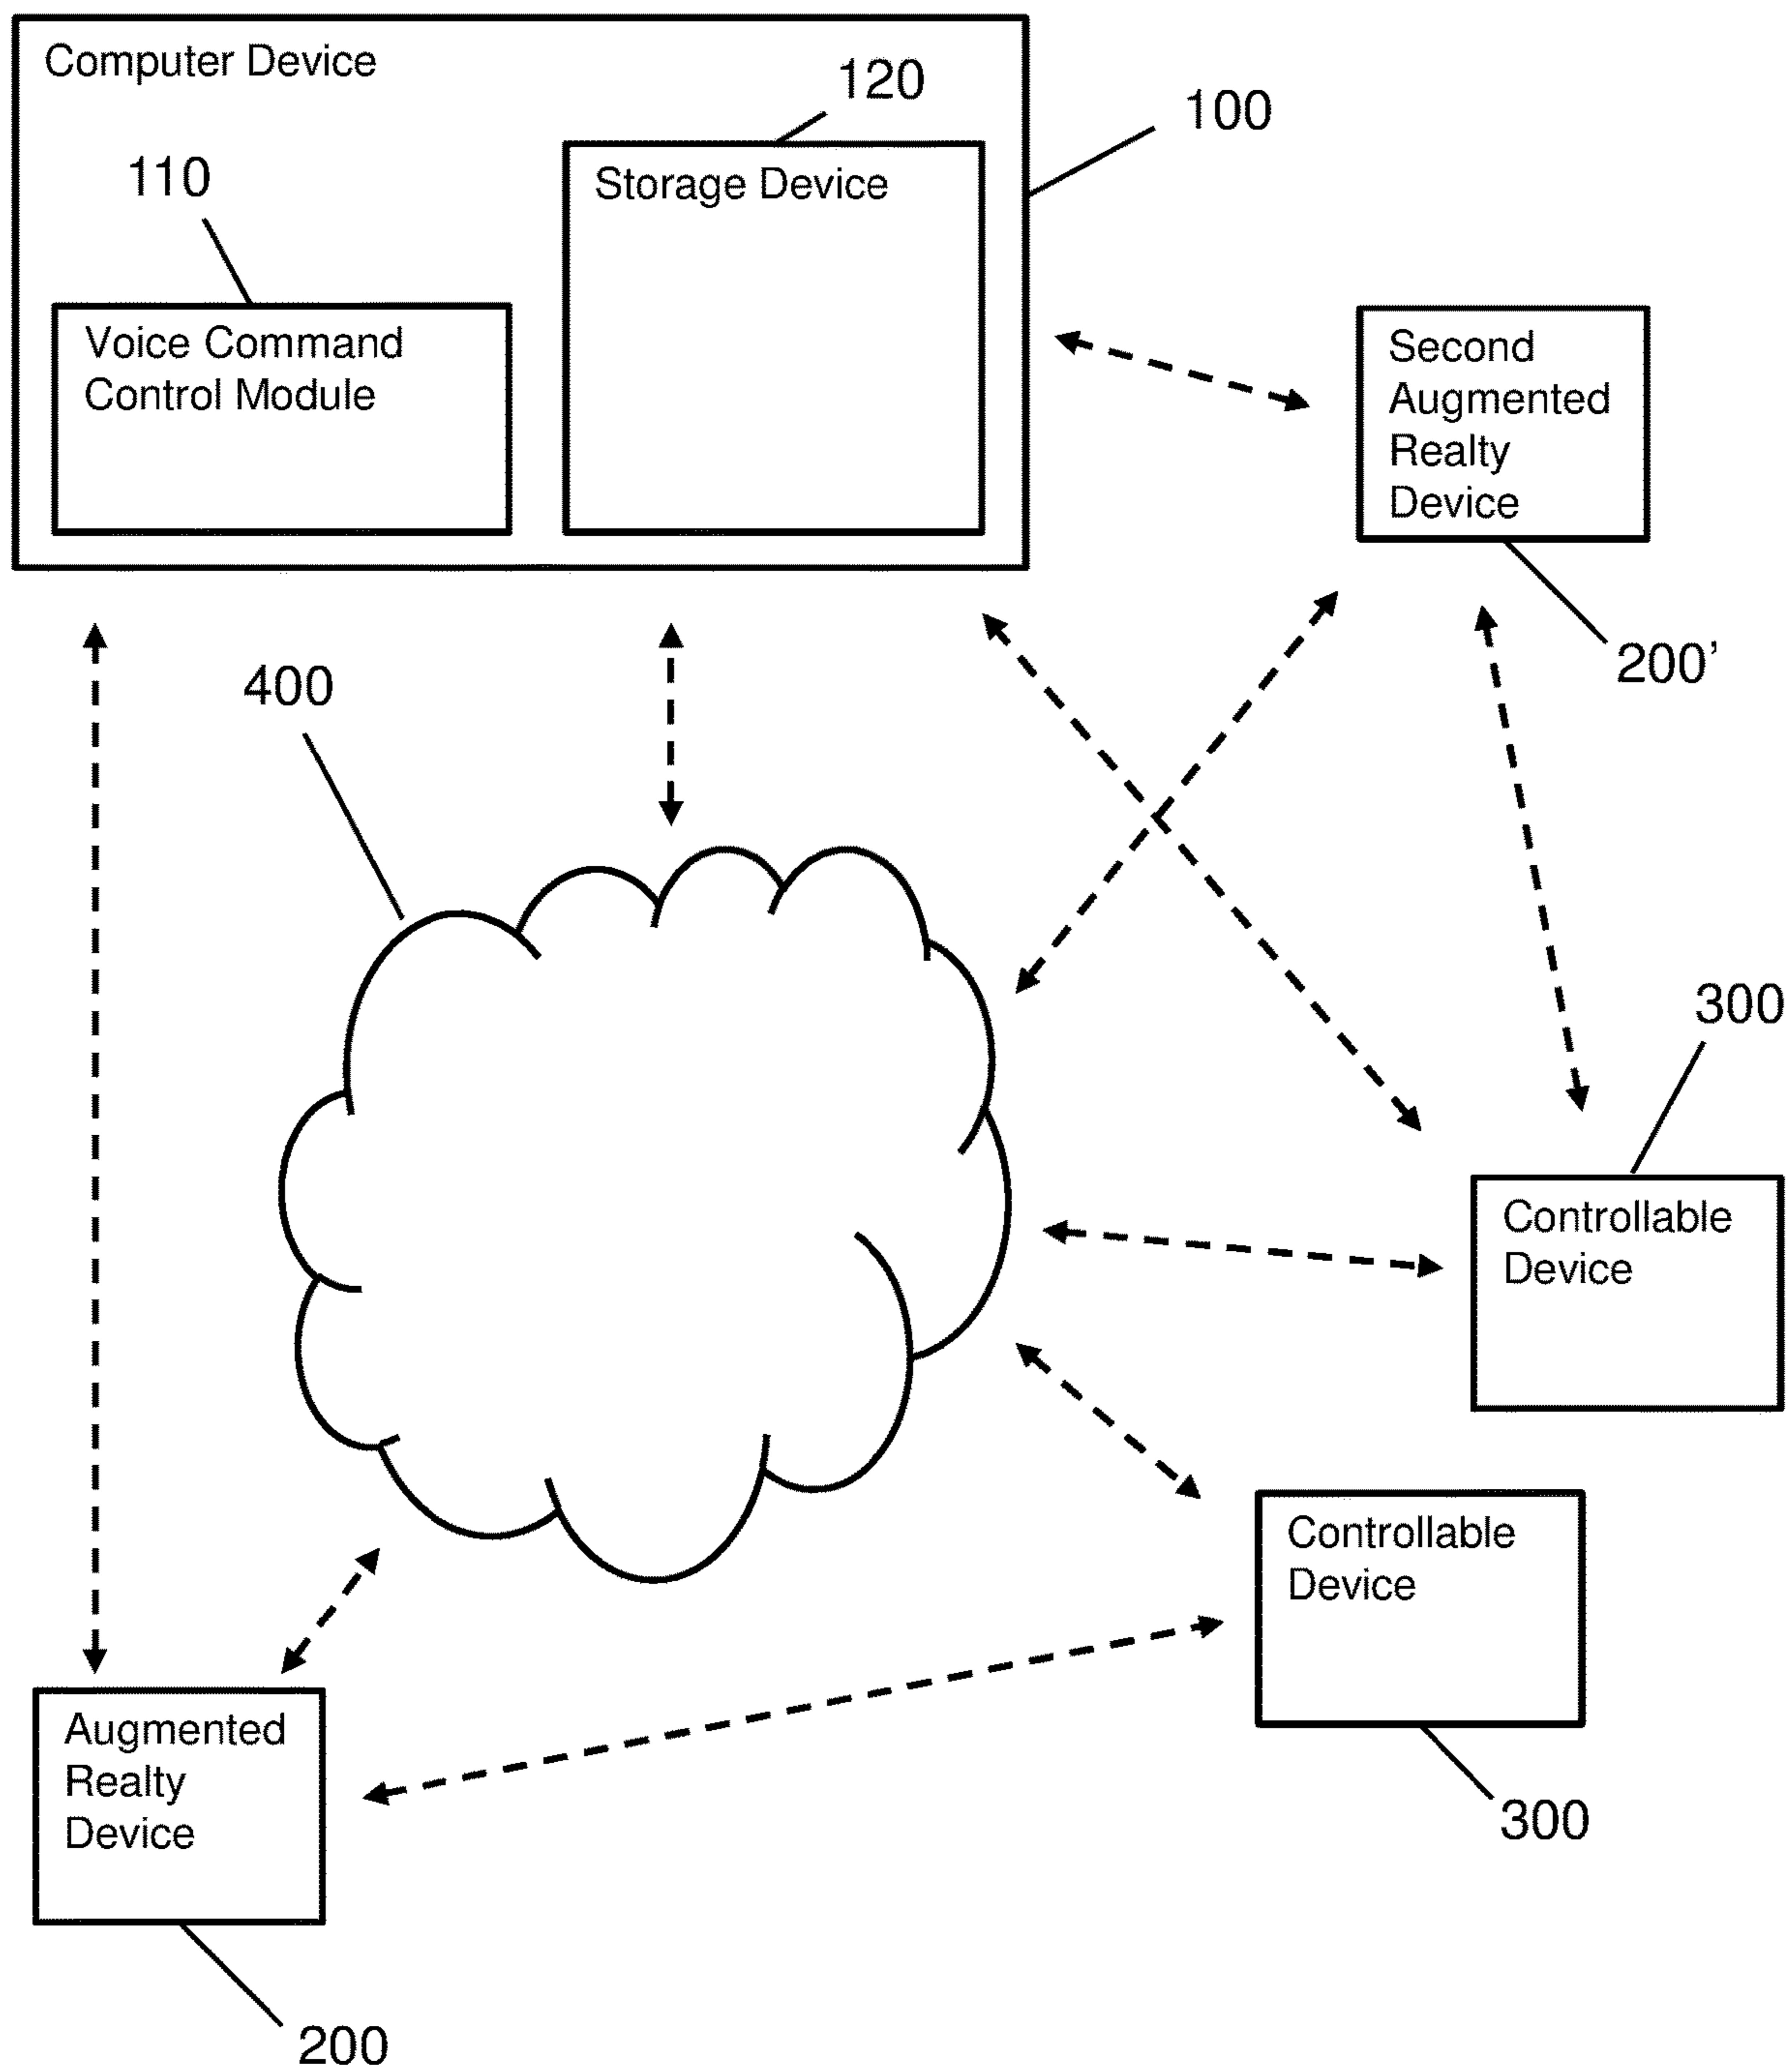 Computer Device
120
100
110
Storage Device
Voice Command
Control Module
Second
Augmented
Realty
Device
200’
400
300
Controllable
Device
Controllable
Device
300
Augmented
Realty
Device
200